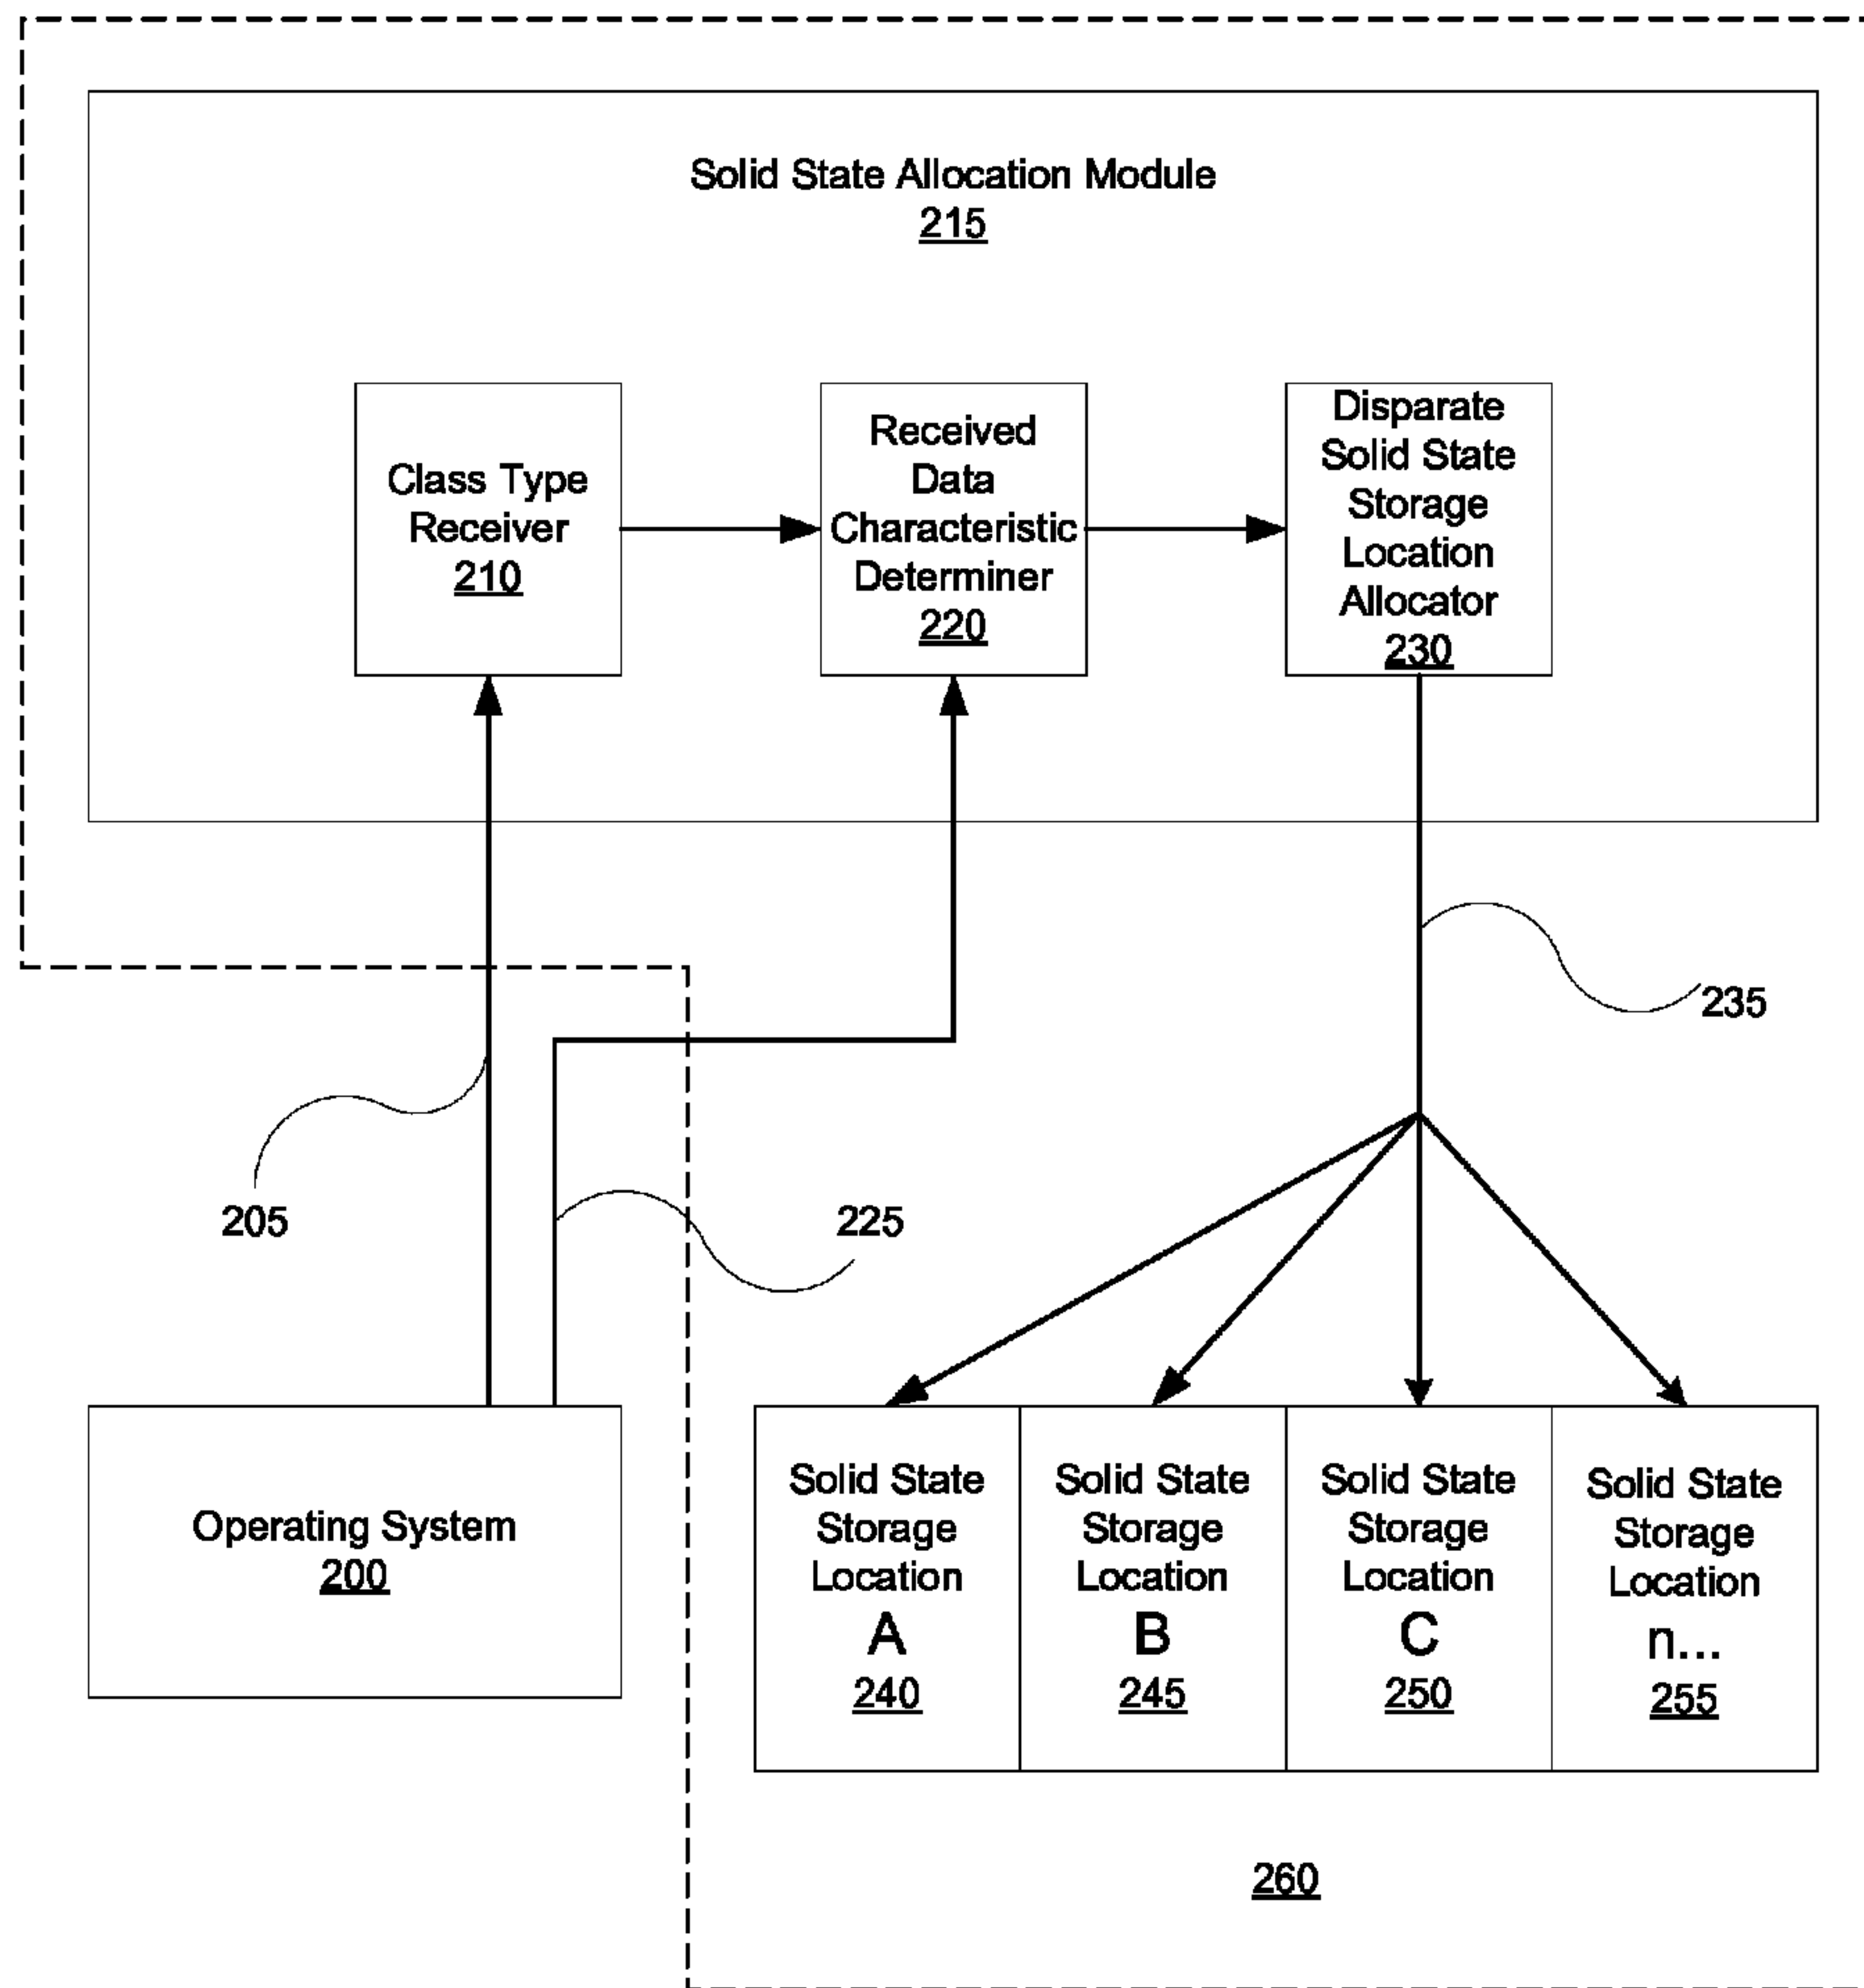 Solid State Allocation Module
215
Class Type
Receiver
210
Received
Data
Characteristic
Determiner
220
Disparate
Solid State
Storage
Location
Allocator
230
235
205
225
Operating System
200
Solid State
Storage
Location
A
240
Solid State
Storage
Location
B
245
Solid State
Storage
Location
C
250
Solid State
Storage
Location
n...
255
260